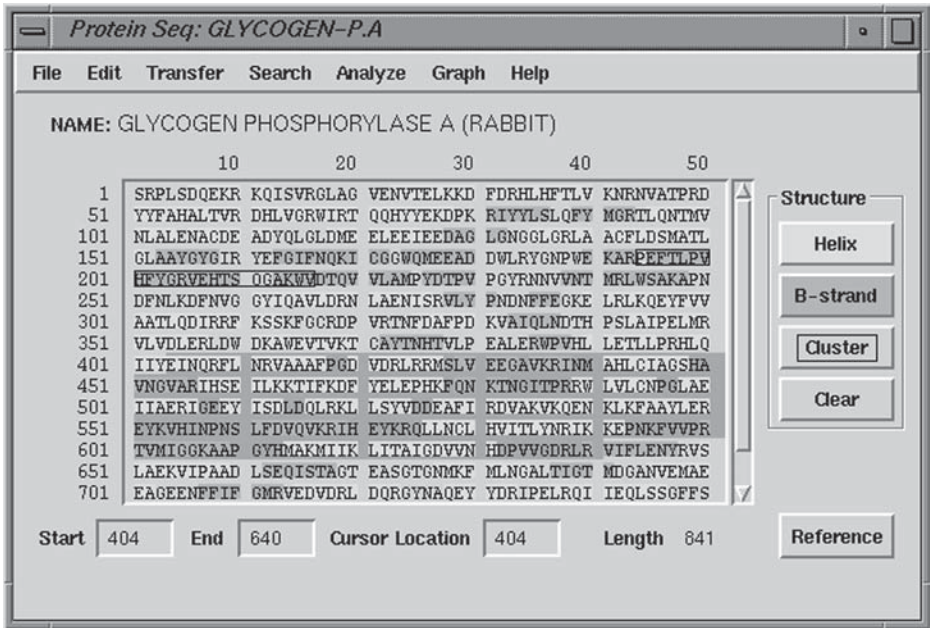 Protein Seq: GLYCOGEN-P.A
File Edit Transfer Search Analyze Graph Help
NAME: GLYCOGEN PHOSPHORYLASE A (RABBIT)
10 20 30 40 50
1 SRPLSDQEKR KQISVRGLAG VENVTELKKD FDRHLHFTLV KNRNVATPRD
51 YYFAHALTVR DHLVGRWIRT QQHYYEKDPK RIYYLSLQFY MGRTLQNTMV
101 NLALENACDE ADYQLGLDME ELEEIEEDAG LGNGGLGRLA ACFLDSMATL
151 GLAAYGYGIR YEFGIFNQKI CGGWQMEEAD DWLRYGNPWE KARPEFTLPV
201 HFYGRVEHTS QGAKWVDTQV VLAMPYDTPV PGYRNNVVNT MRLWSAKAPN
251 DFNLKDFNVG GYIQAVLDRN LAENISRVLY PNDNFFEGKE LRLKQEYFVV
301 AATLQDIRRF KSSKFGCRDP VRTNFDAFPD KVAIQLNDTH PSLAIPELMR
351 VLVDLERLDW DKAWEVTVKT CAYTNHTVLP EALERWPVHL LETLLPRHLQ
401 IIYEINQRFL NRVAAAFPGD VDRLRRMSLV EEGAVKRINM AHLCIAGSHA
451 VNGVARIHSE ILKKTIFKDF YELEPHKFQN KTNGITPRRW LVLCNPGLAE
501 IIAERIGEEY ISDLDQLRKL LSYVDDEAFI RDVAKVKQEN KLKFAAYLER
551 EYKVHINPNS LFDVQVKRIH EYKRQLLNCL HVITLYNRIK KEPNKFVVPR
601 TVMIGGKAAP GYHMAKMIIK LITAIGDVVN HDPVVGDRLR VIFLENYRVS
651 LAEKVIPAAD LSEQISTAGT EASGTGNMKF MLNGALTIGT MDGANVEMAE
701 EAGEENFFIF GMRVEDVDRL DQRGYNAQEY YDRIPELRQI IEQLSSGFFS
Structure
Helix
B-strand
Cluster
Clear
Start 404 End 640 Cursor Location 404 Length 841 Reference